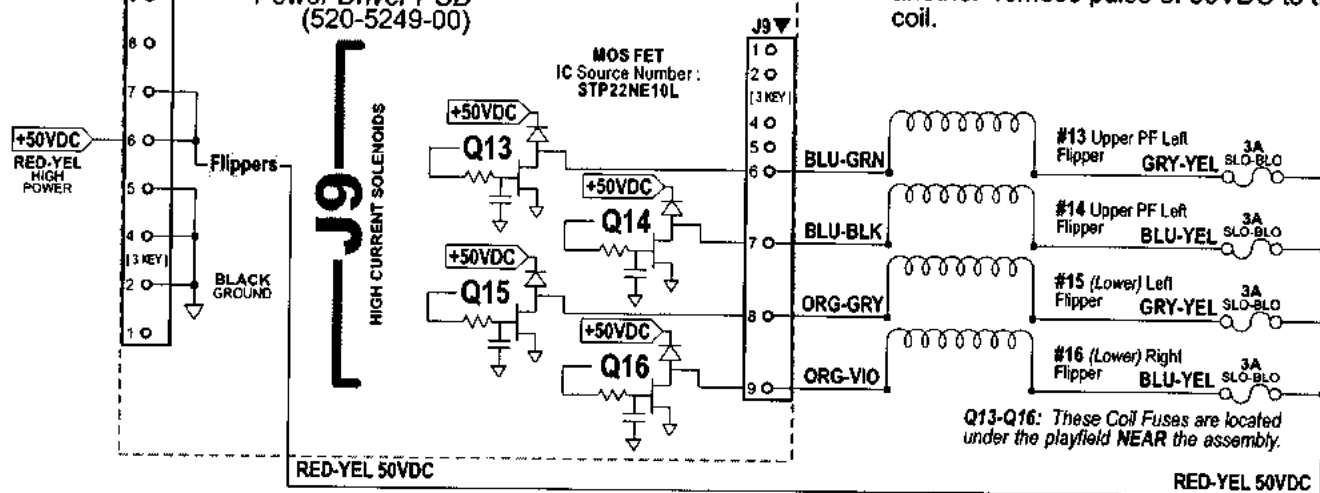 (520-5249-00)
coil.
8
7
6
5
4
[3 KEY]
2
1
+50VDC
RED-YEL
HIGH
POWER
Flippers
BLACK
GROUND
J9
HIGH CURRENT SOLENOIDS
MOS FET
IC Source Number :
STP22NE10L
+50VDC
Q13
+50VDC
Q14
+50VDC
Q15
+50VDC
Q16
J9▼
1
2
[3 KEY]
4
5
6
7
8
9
BLU-GRN
BLU-BLK
ORG-GRY
ORG-VIO
#13 Upper PF Left
Flipper
GRY-YEL
3A
SLO-BLO
#14 Upper PF Left
Flipper
BLU-YEL
3A
SLO-BLO
#15 (Lower) Left
Flipper
GRY-YEL
3A
SLO-BLO
#16 (Lower) Right
Flipper
BLU-YEL
3A
SLO-BLO
Q13-Q16: These Coil Fuses are located
under the playfield NEAR the assembly.
RED-YEL 50VDC
RED-YEL 50VDC